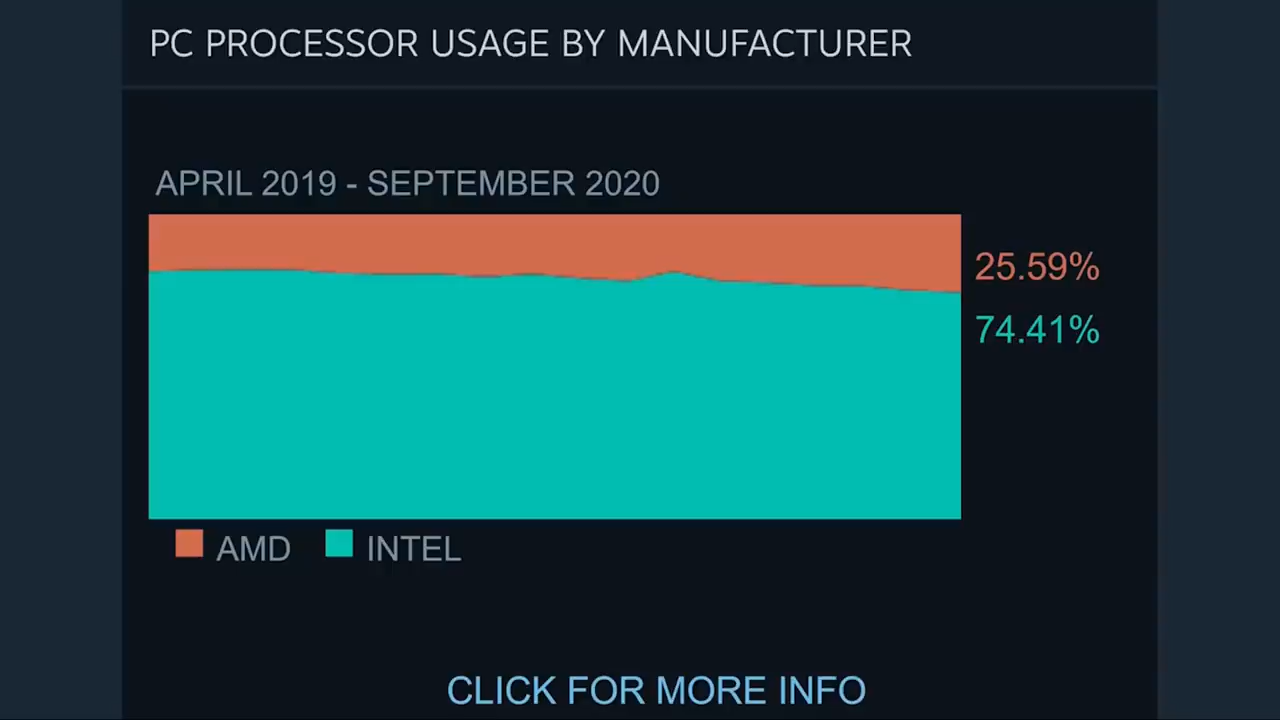 PC PROCESSOR USAGE BY MANUFACTURER
APRIL 2019 - SEPTEMBER 2020
25.59%
74.41%
AMD INTEL
CLICK FOR MORE INFO